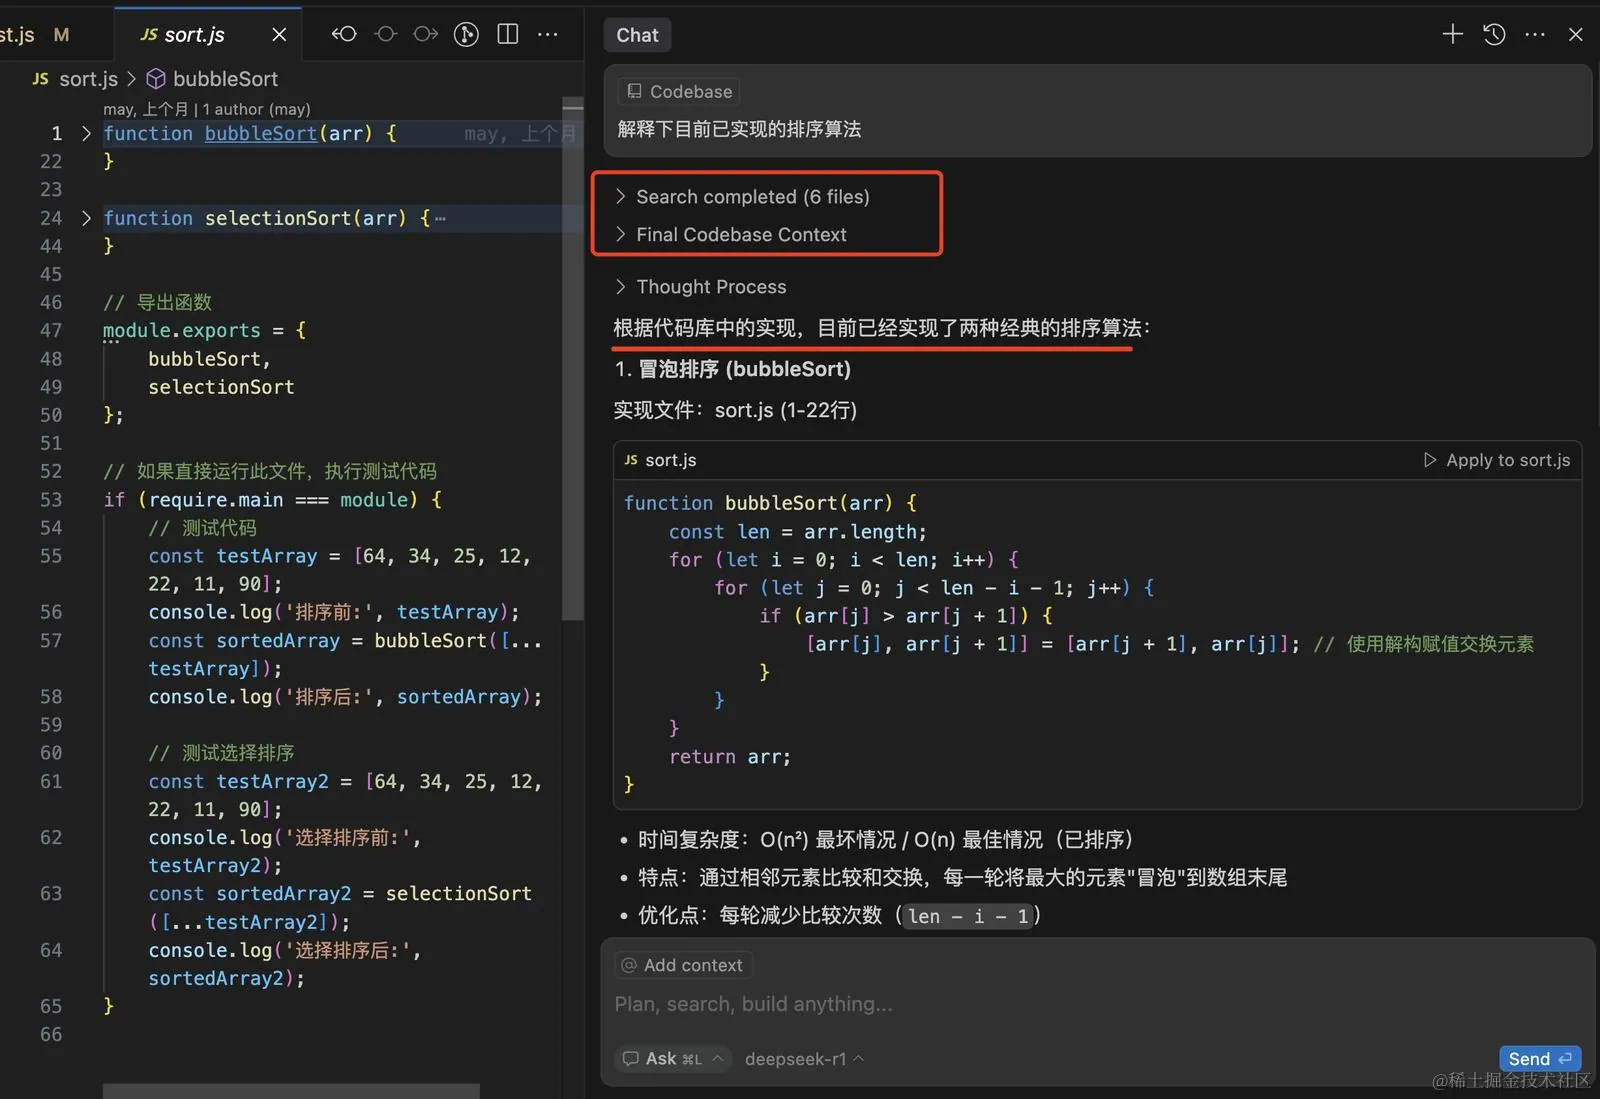 st.js M
JS sort.js
JS sort.js > bubbleSort
may, 上个月 | 1 author (may)
1 function bubbleSort(arr) { may, 上个月
22 }
23
24 function selectionSort(arr) {…
44 }
45
46 // 导出函数
47 module.exports = {
48 bubbleSort,
49 selectionSort
50 };
51
52 // 如果直接运行此文件，执行测试代码
53 if (require.main === module) {
54 // 测试代码
55 const testArray = [64, 34, 25, 12,
22, 11, 90];
56 console.log('排序前:', testArray);
57 const sortedArray = bubbleSort([...
testArray]);
58 console.log('排序后:', sortedArray);
59
60 // 测试选择排序
61 const testArray2 = [64, 34, 25, 12,
22, 11, 90];
62 console.log('选择排序前:',
testArray2);
63 const sortedArray2 = selectionSort
([...testArray2]);
64 console.log('选择排序后:',
sortedArray2);
65 }
66
Chat
Codebase
解释下目前已实现的排序算法
Search completed (6 files)
Final Codebase Context
Thought Process
根据代码库中的实现，目前已经实现了两种经典的排序算法：
1. 冒泡排序 (bubbleSort)
实现文件：sort.js (1-22行)
JS sort.js Apply to sort.js
function bubbleSort(arr) {
const len = arr.length;
for (let i = 0; i < len; i++) {
for (let j = 0; j < len - i - 1; j++) {
if (arr[j] > arr[j + 1]) {
[arr[j], arr[j + 1]] = [arr[j + 1], arr[j]]; // 使用解构赋值交换元素
}
}
}
return arr;
}
• 时间复杂度：O(n²) 最坏情况 / O(n) 最佳情况（已排序）
• 特点：通过相邻元素比较和交换，每一轮将最大的元素"冒泡"到数组末尾
• 优化点：每轮减少比较次数（len - i - 1）
@ Add context
Plan, search, build anything...
Ask ⌘L deepseek-r1
Send
@稀土掘金技术社区